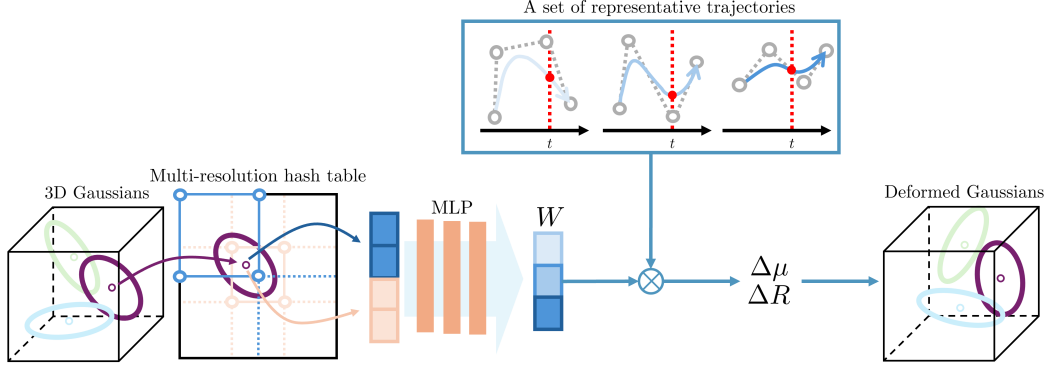 A set of representative trajectories
t
t
t
Multi-resolution hash table
3D Gaussians
MLP
W
Deformed Gaussians
Δμ
ΔR